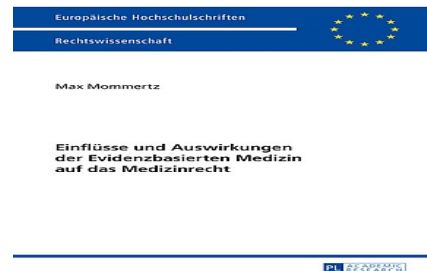 Europäische Hochschulschriften
Rechtswissenschaft
Max Mommertz
Einflüsse und Auswirkungen
der Evidenzbasierten Medizin
auf das Medizinrecht
PL ACADEMIC
RESEARCH